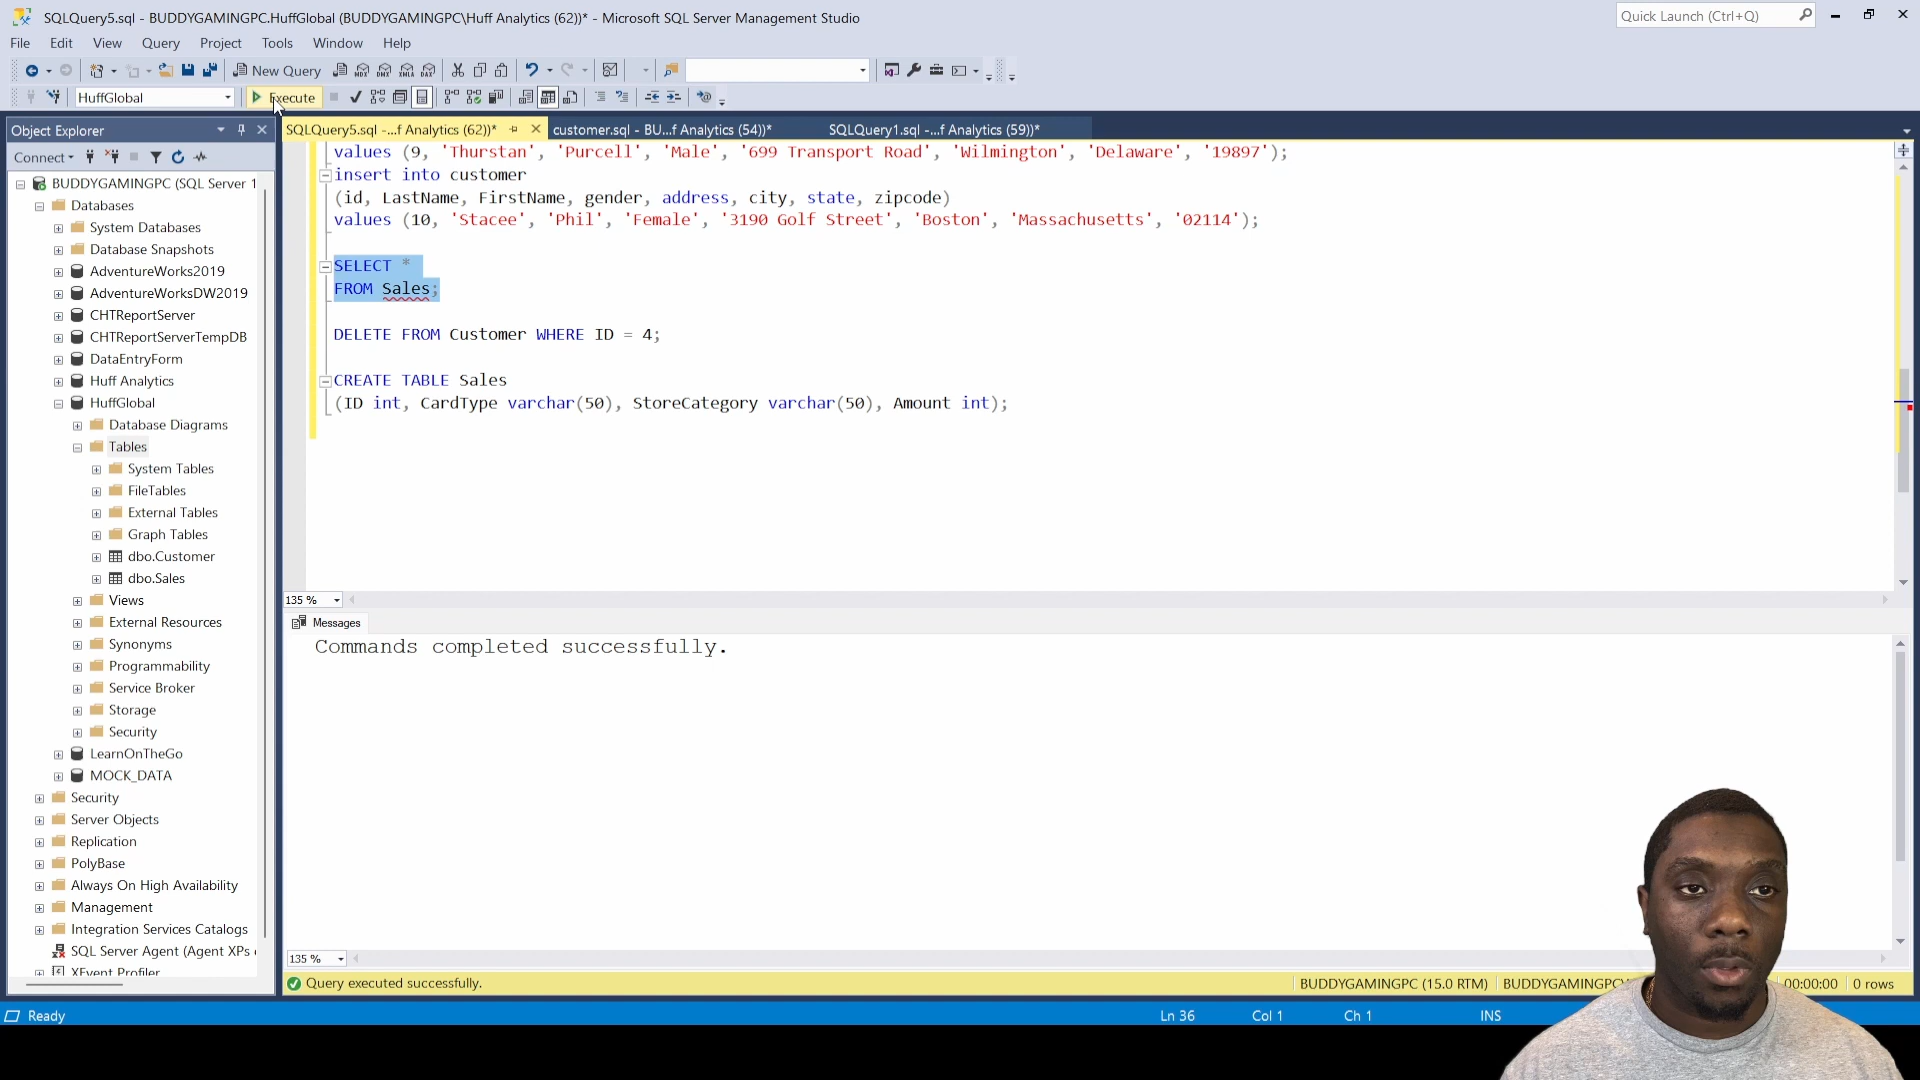 SQLQuery5.sql - BUDDYGAMINGPC.HuffGlobal (BUDDYGAMINGPC\Huff Analytics (62))* - Microsoft SQL Server Management Studio
Quick Launch (Ctrl+Q)
File Edit View Query Project Tools Window Help
New Query
HuffGlobal
Execute
Object Explorer
Connect
BUDDYGAMINGPC (SQL Server 1
Databases
System Databases
Database Snapshots
AdventureWorks2019
AdventureWorksDW2019
CHTReportServer
CHTReportServerTempDB
DataEntryForm
Huff Analytics
HuffGlobal
Database Diagrams
Tables
System Tables
FileTables
External Tables
Graph Tables
dbo.Customer
dbo.Sales
Views
External Resources
Synonyms
Programmability
Service Broker
Storage
Security
LearnOnTheGo
MOCK_DATA
Security
Server Objects
Replication
PolyBase
Always On High Availability
Management
Integration Services Catalogs
SQL Server Agent (Agent XPs
XEvent Profiler
SQLQuery5.sql -...f Analytics (62))*
customer.sql - BU...f Analytics (54))*
SQLQuery1.sql -...f Analytics (59))*
values (9, 'Thurstan', 'Purcell', 'Male', '699 Transport Road', 'Wilmington', 'Delaware', '19897');
insert into customer
(id, LastName, FirstName, gender, address, city, state, zipcode)
values (10, 'Stacee', 'Phil', 'Female', '3190 Golf Street', 'Boston', 'Massachusetts', '02114');
SELECT *
FROM Sales;
DELETE FROM Customer WHERE ID = 4;
CREATE TABLE Sales
(ID int, CardType varchar(50), StoreCategory varchar(50), Amount int);
135 %
Messages
Commands completed successfully.
135 %
Query executed successfully.
BUDDYGAMINGPC (15.0 RTM)
BUDDYGAMINGPC\
00:00:00
0 rows
Ready
Ln 36
Col 1
Ch 1
INS